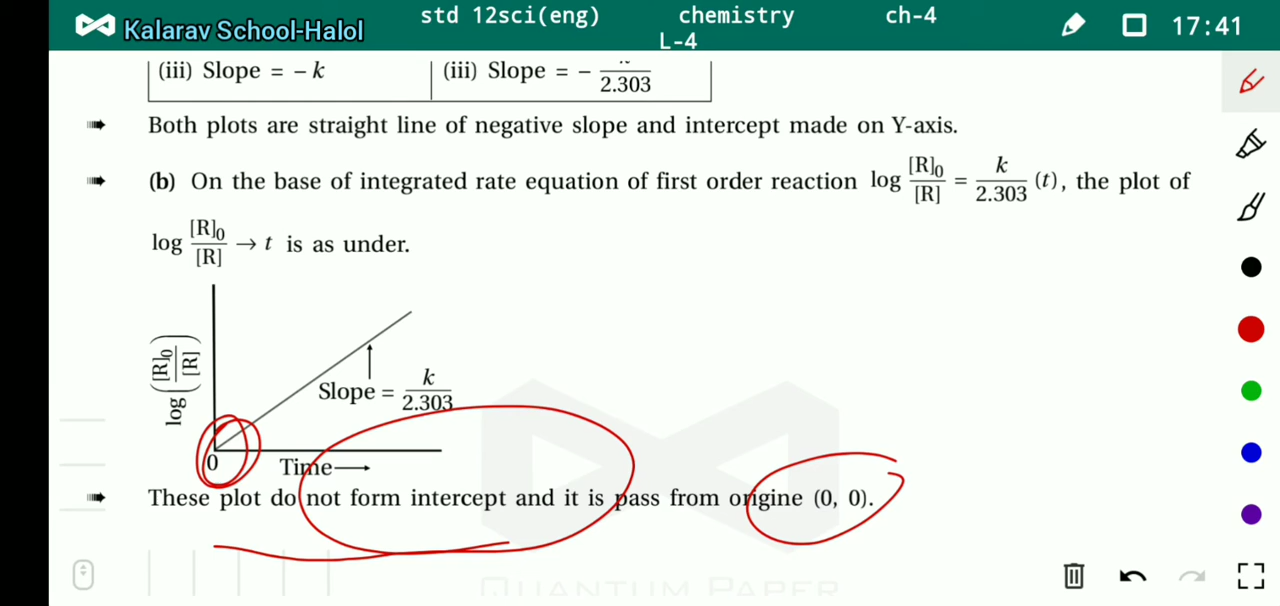 std 12sci(eng) chemistry ch-4
Kalarav School-Halol L-4 17:41
(iii) Slope = – k (iii) Slope = – k/2.303
Both plots are straight line of negative slope and intercept made on Y-axis.
(b) On the base of integrated rate equation of first order reaction log [R]₀/[R] = k/2.303 (t), the plot of
log [R]₀/[R] → t is as under.
log ([R]₀/[R])
Slope = k/2.303
0 Time→
These plot do not form intercept and it is pass from origine (0, 0).
QUANTUM PAPER